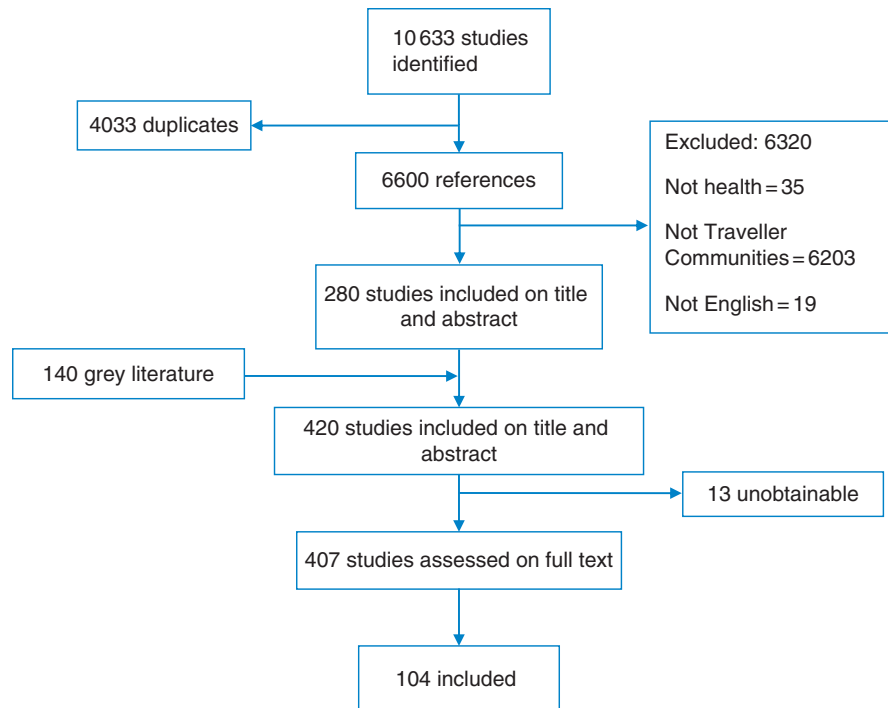 10 633 studies
identified
4033 duplicates
6600 references
Excluded: 6320
Not health = 35
Not Traveller
Communities = 6203
Not English = 19
280 studies included on title
and abstract
140 grey literature
420 studies included on title and
abstract
13 unobtainable
407 studies assessed on full text
104 included